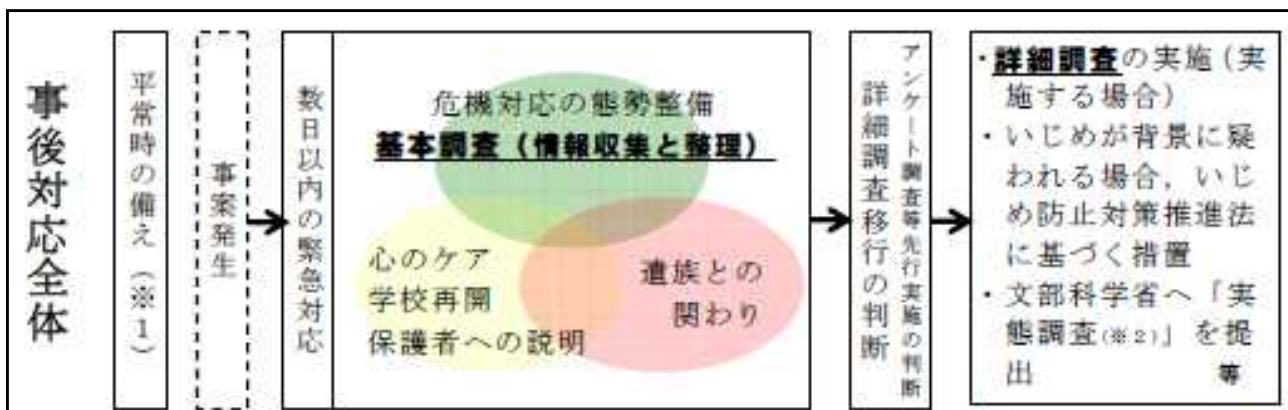 事後対応全体
平常時の備え（※１）
事案発生
数日以内の緊急対応
危機対応の態勢整備
基本調査（情報収集と整理）
心のケア
学校再開
保護者への説明
遺族との
関わり
アンケート調査等先行実施の判断
詳細調査移行の判断
・詳細調査の実施（実
施する場合）
・いじめが背景に疑
われる場合，いじ
め防止対策推進法
に基づく措置
・文部科学省へ「実
態調査(※２)」を提
出　等